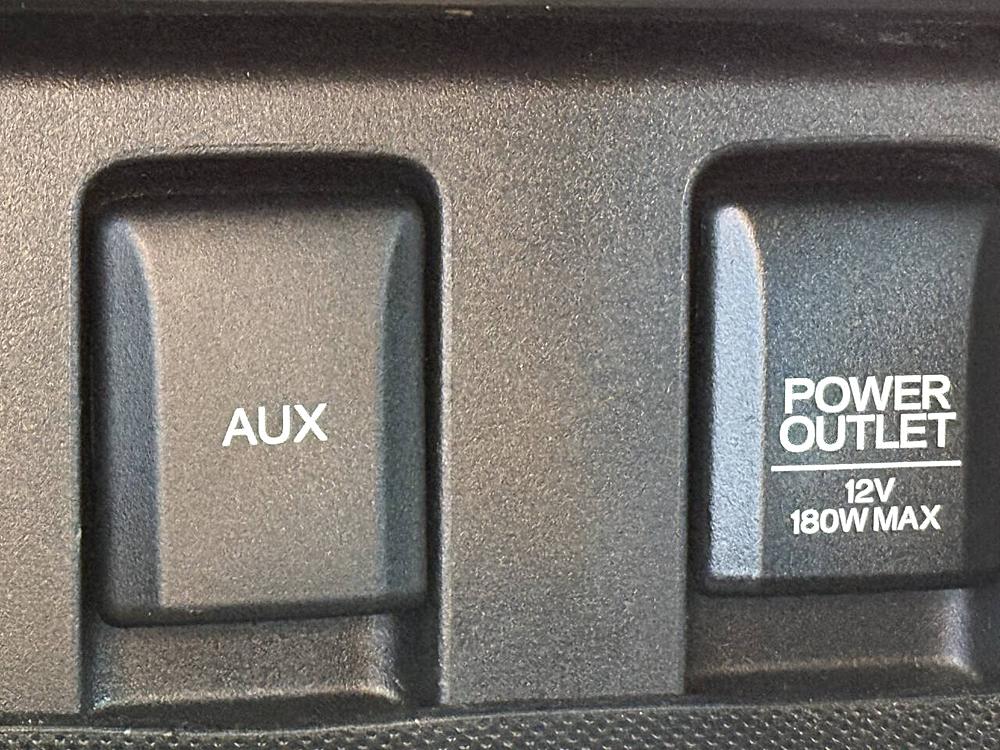 AUX
POWER
OUTLET
12V
180W MAX